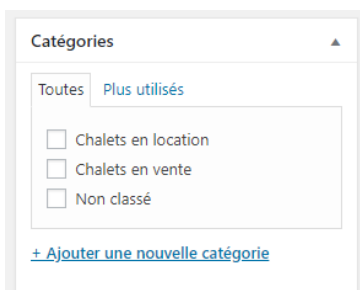 Catégories
Toutes Plus utilisés
Chalets en location
Chalets en vente
Non classé
+ Ajouter une nouvelle catégorie